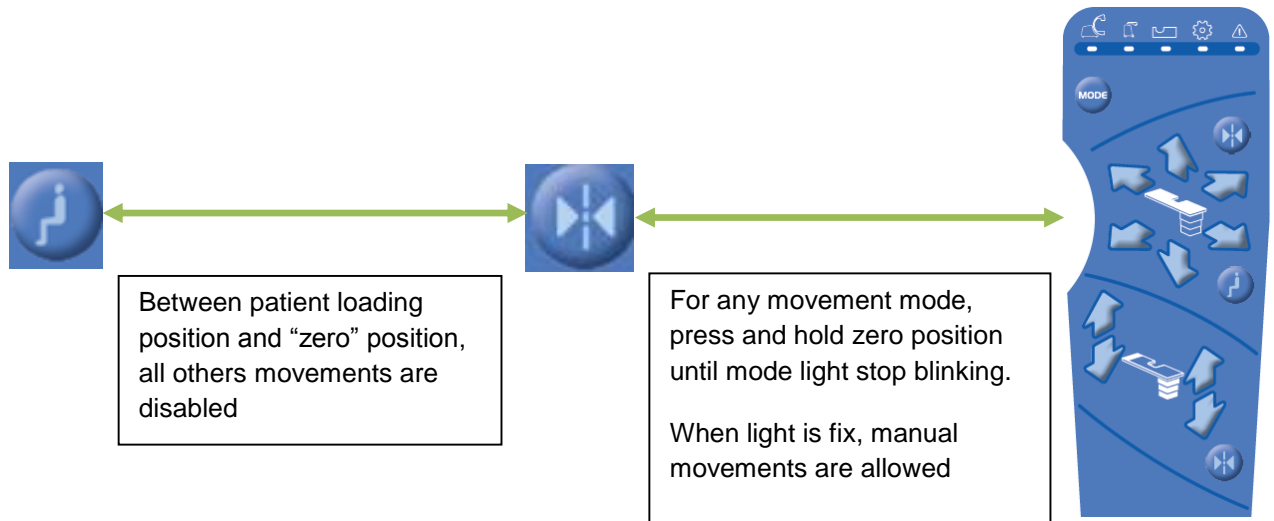 MODE
Between patient loading
position and “zero” position,
all others movements are
disabled
For any movement mode,
press and hold zero position
until mode light stop blinking.
When light is fix, manual
movements are allowed